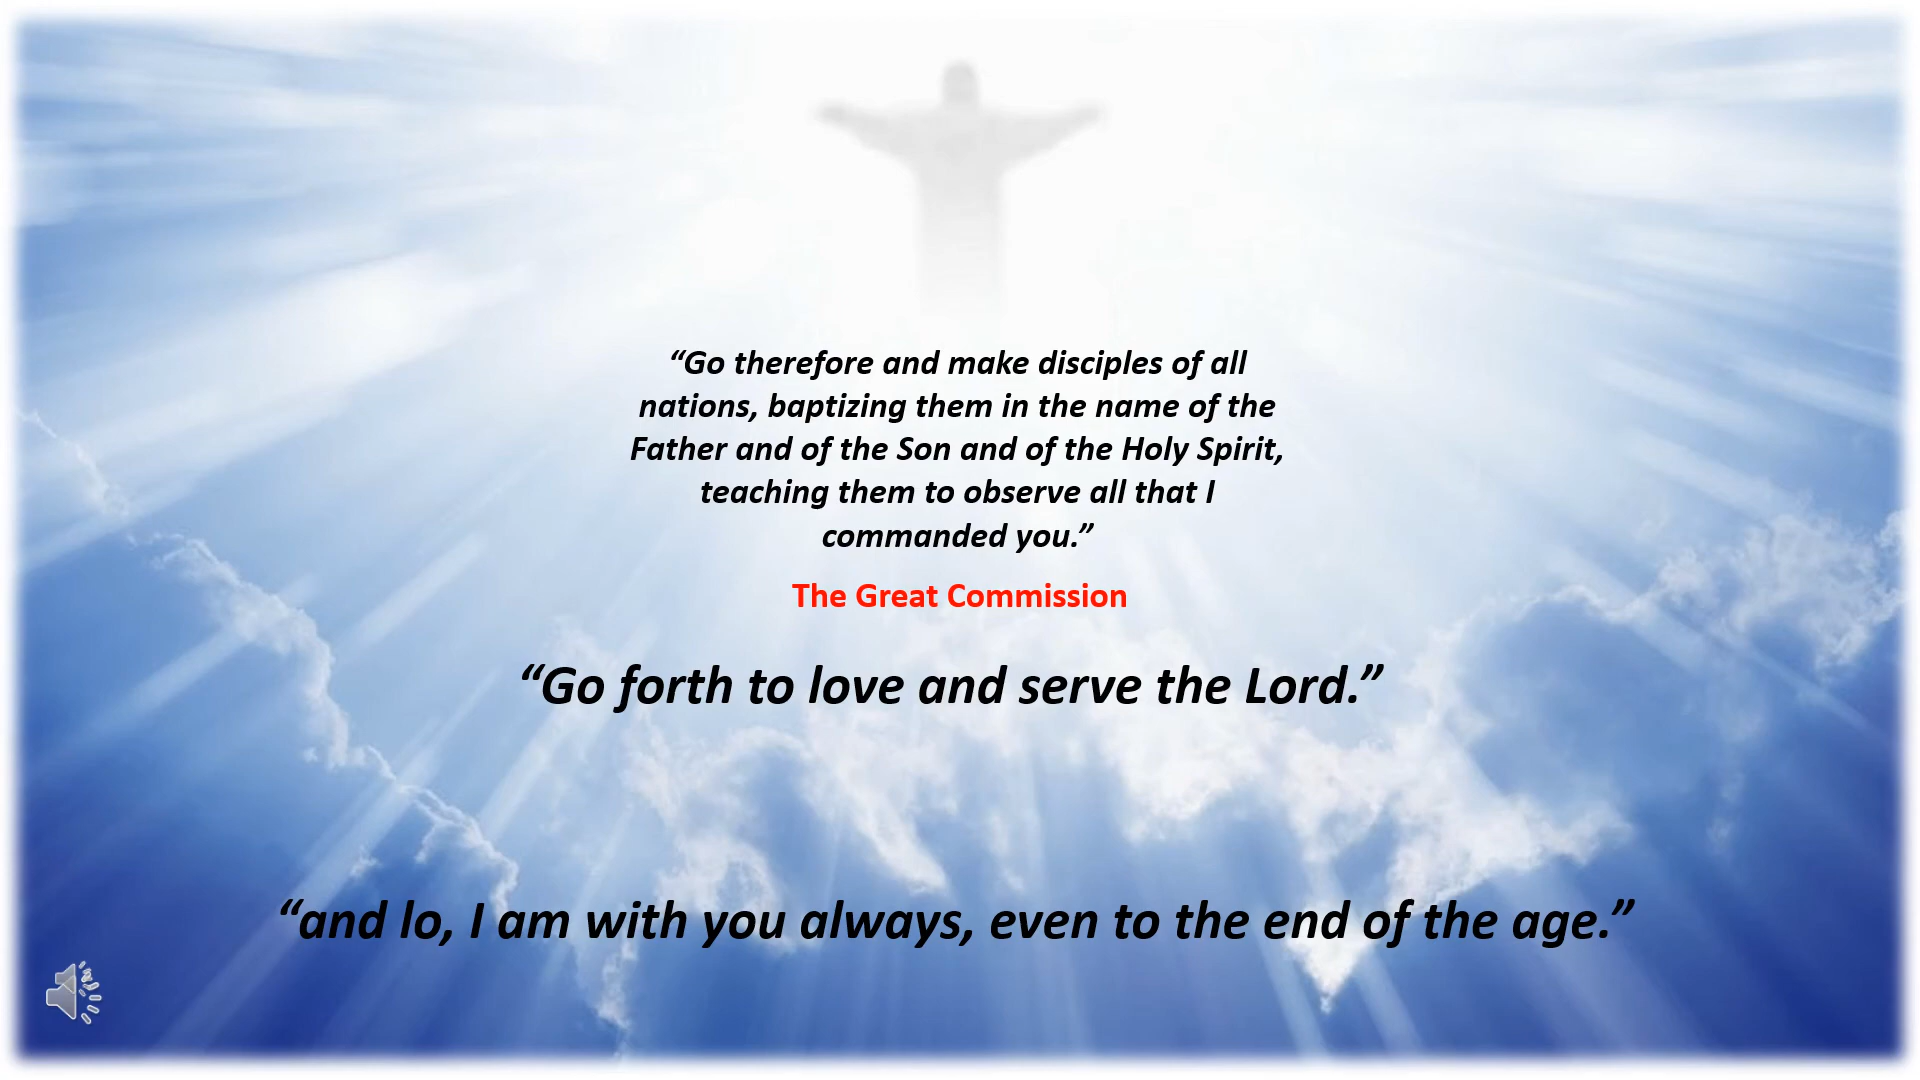 “Go therefore and make disciples of all
nations, baptizing them in the name of the
Father and of the Son and of the Holy Spirit,
teaching them to observe all that I
commanded you.”
The Great Commission
“Go forth to love and serve the Lord.”
“and lo, I am with you always, even to the end of the age.”